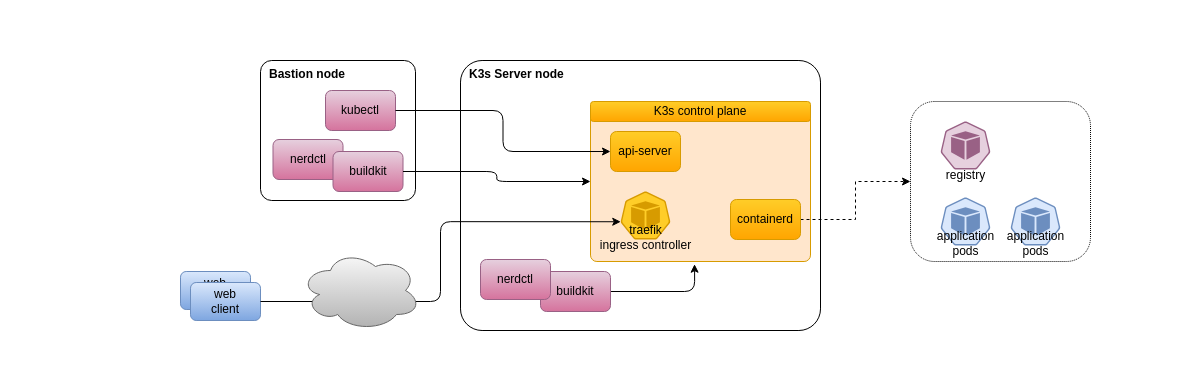 Bastion node
kubectl
nerdctl
buildkit
K3s Server node
K3s control plane
api-server
traefik
ingress controller
containerd
nerdctl
buildkit
web
web
client
registry
application
pods
application
pods